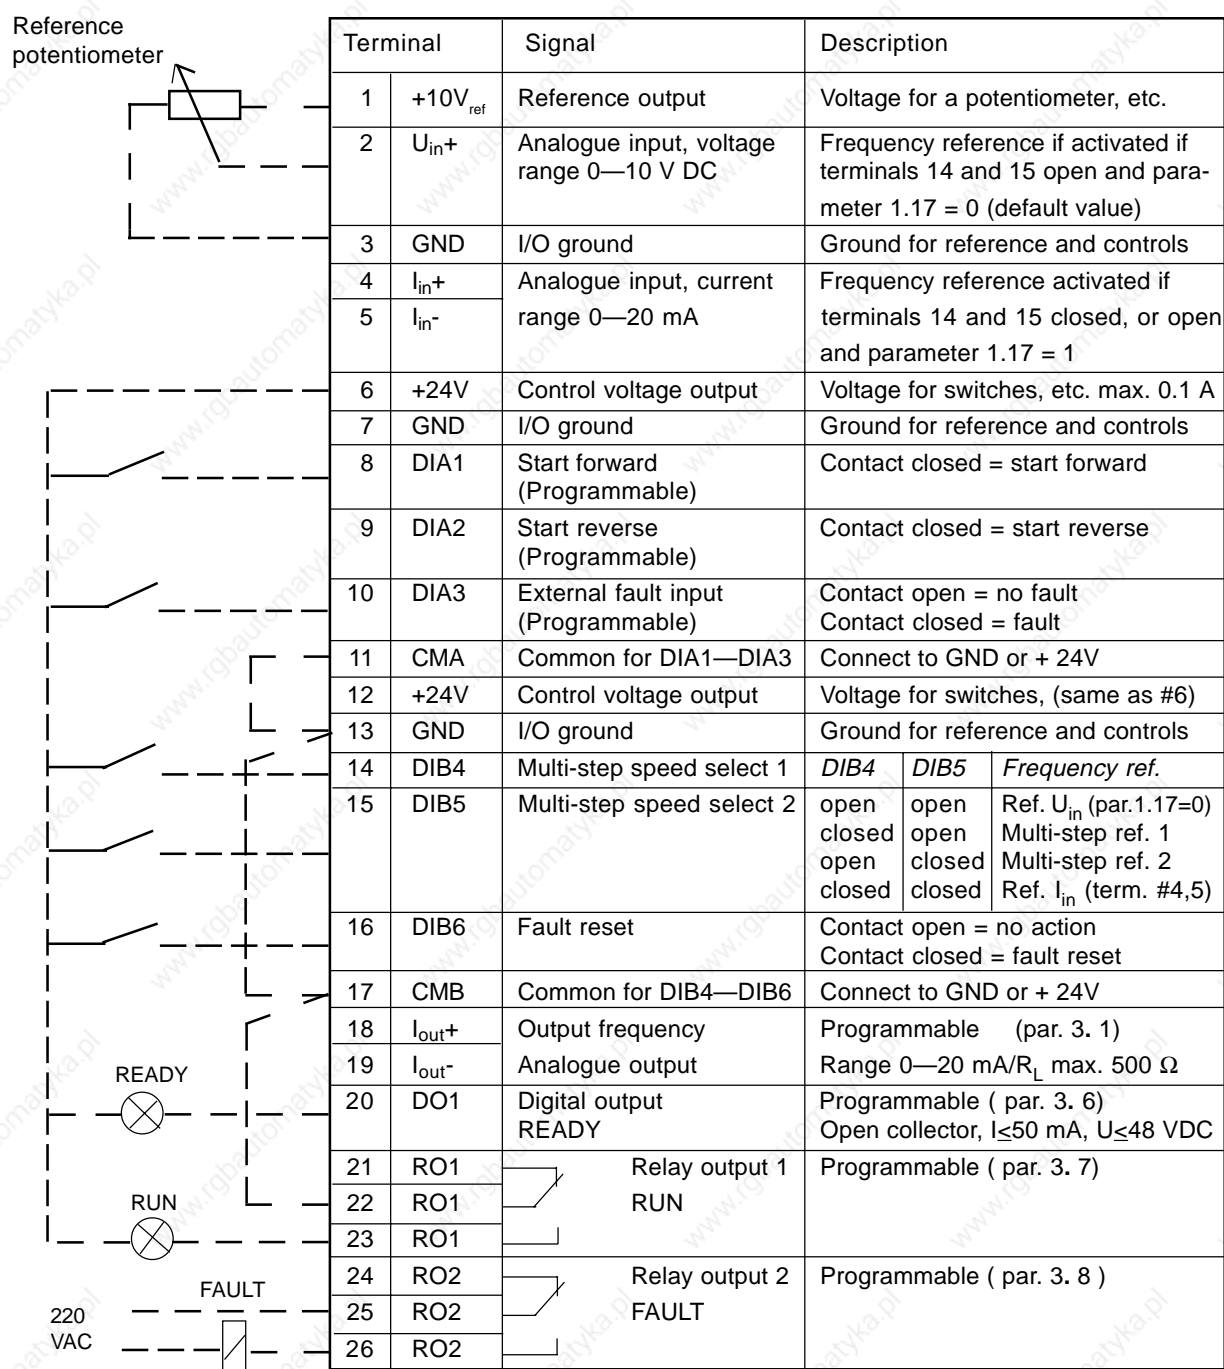 Reference
potentiometer
Terminal Signal Description
1 +10Vref Reference output Voltage for a potentiometer, etc.
2 Uin+ Analogue input, voltage Frequency reference if activated if
range 0—10 V DC terminals 14 and 15 open and para-
meter 1.17 = 0 (default value)
3 GND I/O ground Ground for reference and controls
4 Iin+ Analogue input, current Frequency reference activated if
5 Iin- range 0—20 mA terminals 14 and 15 closed, or open
and parameter 1.17 = 1
6 +24V Control voltage output Voltage for switches, etc. max. 0.1 A
7 GND I/O ground Ground for reference and controls
8 DIA1 Start forward Contact closed = start forward
(Programmable)
9 DIA2 Start reverse Contact closed = start reverse
(Programmable)
10 DIA3 External fault input Contact open = no fault
(Programmable) Contact closed = fault
11 CMA Common for DIA1—DIA3 Connect to GND or + 24V
12 +24V Control voltage output Voltage for switches, (same as #6)
13 GND I/O ground Ground for reference and controls
14 DIB4 Multi-step speed select 1 DIB4 DIB5 Frequency ref.
15 DIB5 Multi-step speed select 2 open open Ref. Uin (par.1.17=0)
closed open Multi-step ref. 1
open closed Multi-step ref. 2
closed closed Ref. Iin (term. #4,5)
16 DIB6 Fault reset Contact open = no action
Contact closed = fault reset
17 CMB Common for DIB4—DIB6 Connect to GND or + 24V
18 Iout+ Output frequency Programmable (par. 3. 1)
19 Iout- Analogue output Range 0—20 mA/RL max. 500 Ω
READY
20 DO1 Digital output Programmable ( par. 3. 6)
READY Open collector, I≤50 mA, U≤48 VDC
21 RO1 Relay output 1 Programmable ( par. 3. 7)
RUN
22 RO1 RUN
23 RO1
24 RO2 Relay output 2 Programmable ( par. 3. 8 )
FAULT
25 RO2 FAULT
220
VAC
26 RO2
www.rgbautomatyka.pl